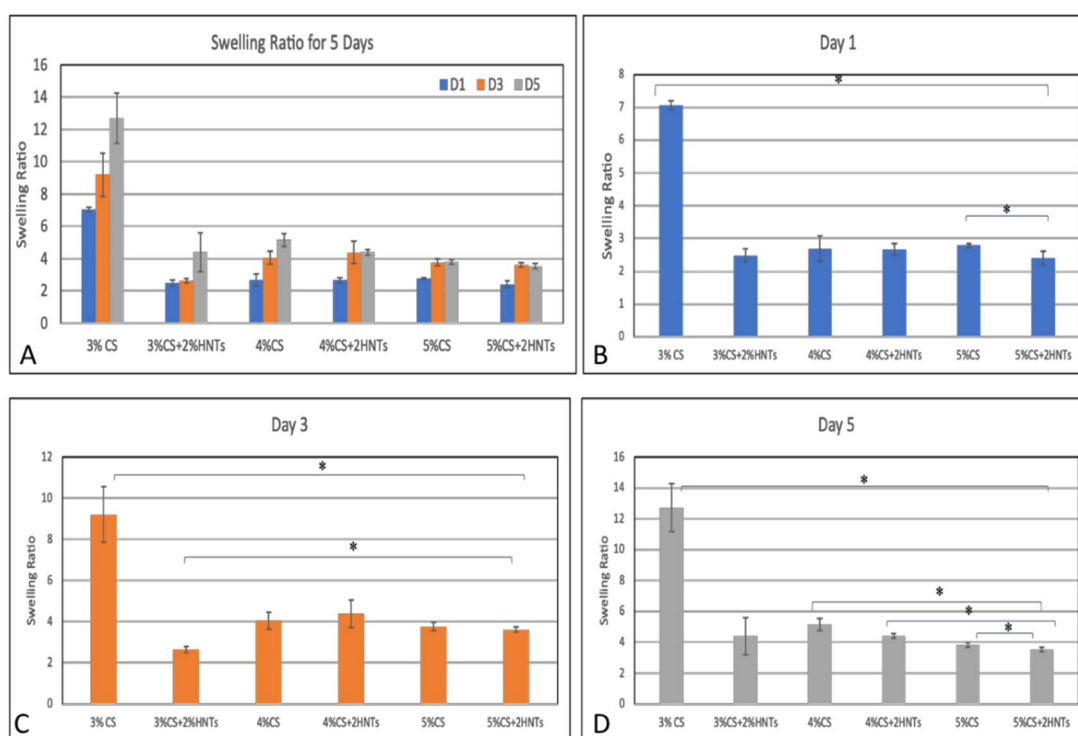 Swelling Ratio for 5 Days
D1 D3 D5
Swelling Ratio
16
14
12
10
8
6
4
2
0
3% CS 3%CS+2%HNTs 4%CS 4%CS+2HNTs 5%CS 5%CS+2HNTs
A
Day 1
Swelling Ratio
8
7
6
5
4
3
2
1
0
*
*
3% CS 3%CS+2%HNTs 4%CS 4%CS+2HNTs 5%CS 5%CS+2HNTs
B
Day 3
Swelling Ratio
12
10
8
6
4
2
0
*
*
3% CS 3%CS+2%HNTs 4%CS 4%CS+2HNTs 5%CS 5%CS+2HNTs
C
Day 5
Swelling Ratio
16
14
12
10
8
6
4
2
0
*
*
*
*
3% CS 3%CS+2%HNTs 4%CS 4%CS+2HNTs 5%CS 5%CS+2HNTs
D